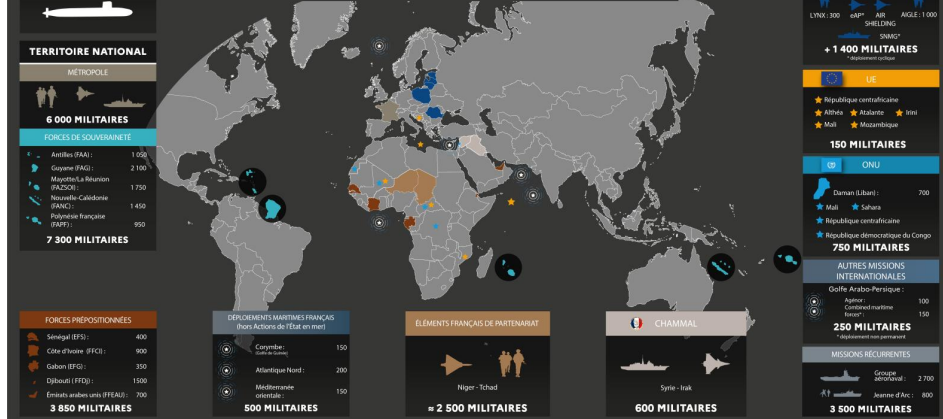 TERRITOIRE NATIONAL
MÉTROPOLE
6 000 MILITAIRES
FORCES DE SOUVERAINETÉ
Antilles (FAA) : 1 050
Guyane (FAG) : 2 100
Mayotte/La Réunion
(FAZSOI) : 1 750
Nouvelle-Calédonie
(FANC) : 1 450
Polynésie française
(FAPF) : 950
7 300 MILITAIRES
FORCES PRÉPOSITIONNÉES
Sénégal (EFS) : 400
Côte d'Ivoire (FFCI) : 900
Gabon (EFG) : 350
Djibouti ( FFDj) : 1500
Émirats arabes unis (FFEAU) : 700
3 850 MILITAIRES
DÉPLOIEMENTS MARITIMES FRANÇAIS
(hors Actions de l'État en mer)
Corymbe : 150
(Golfe de Guinée)
Atlantique Nord : 200
Méditerranée
orientale : 150
500 MILITAIRES
ÉLÉMENTS FRANÇAIS DE PARTENARIAT
Niger - Tchad
≈ 2 500 MILITAIRES
CHAMMAL
Syrie - Irak
600 MILITAIRES
LYNX : 300 eAP* AIR SHIELDING AIGLE : 1 000
SNMG*
+ 1 400 MILITAIRES
* déploiement cyclique
UE
République centrafricaine
Althéa Atalante Irini
Mali Mozambique
150 MILITAIRES
ONU
Daman (Liban) : 700
Mali Sahara
République centrafricaine
République démocratique du Congo
750 MILITAIRES
AUTRES MISSIONS
INTERNATIONALES
Golfe Arabo-Persique :
Agénor : 100
Combined maritime
forces* : 150
250 MILITAIRES
* déploiement non permanent
MISSIONS RÉCURRENTES
Groupe
aéronaval : 2 700
Jeanne d'Arc : 800
3 500 MILITAIRES